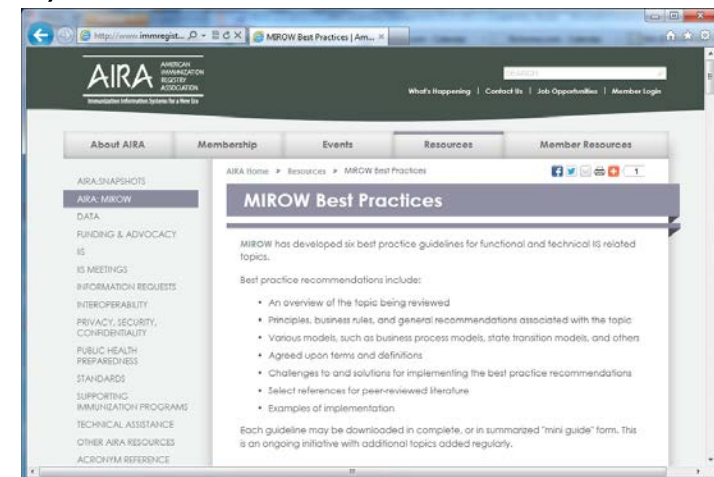 http://www.immregist...
MIROW Best Practices | Am...
AIRA
AMERICAN
IMMUNIZATION
REGISTRY
ASSOCIATION
Immunization Information Systems for a New Era
SEARCH
What's Happening | Contact Us | Job Opportunities | Member Login
About AIRA Membership Events Resources Member Resources
AIRA Home Resources MIROW Best Practices
1
AIRA SNAPSHOTS
AIRA: MIROW
DATA
FUNDING & ADVOCACY
IIS
IIS MEETINGS
INFORMATION REQUESTS
INTEROPERABILITY
PRIVACY, SECURITY,
CONFIDENTIALITY
PUBLIC HEALTH
PREPAREDNESS
STANDARDS
SUPPORTING
IMMUNIZATION PROGRAMS
TECHNICAL ASSISTANCE
OTHER AIRA RESOURCES
ACRONYM REFERENCE
MIROW Best Practices
MIROW has developed six best practice guidelines for functional and technical IIS related
topics.
Best practice recommendations include:
• An overview of the topic being reviewed
• Principles, business rules, and general recommendations associated with the topic
• Various models, such as business process models, state transition models, and others
• Agreed upon terms and definitions
• Challenges to and solutions for implementing the best practice recommendations
• Select references for peer-reviewed literature
• Examples of implementation
Each guideline may be downloaded in complete, or in summarized "mini guide" form. This
is an ongoing initiative with additional topics added regularly.